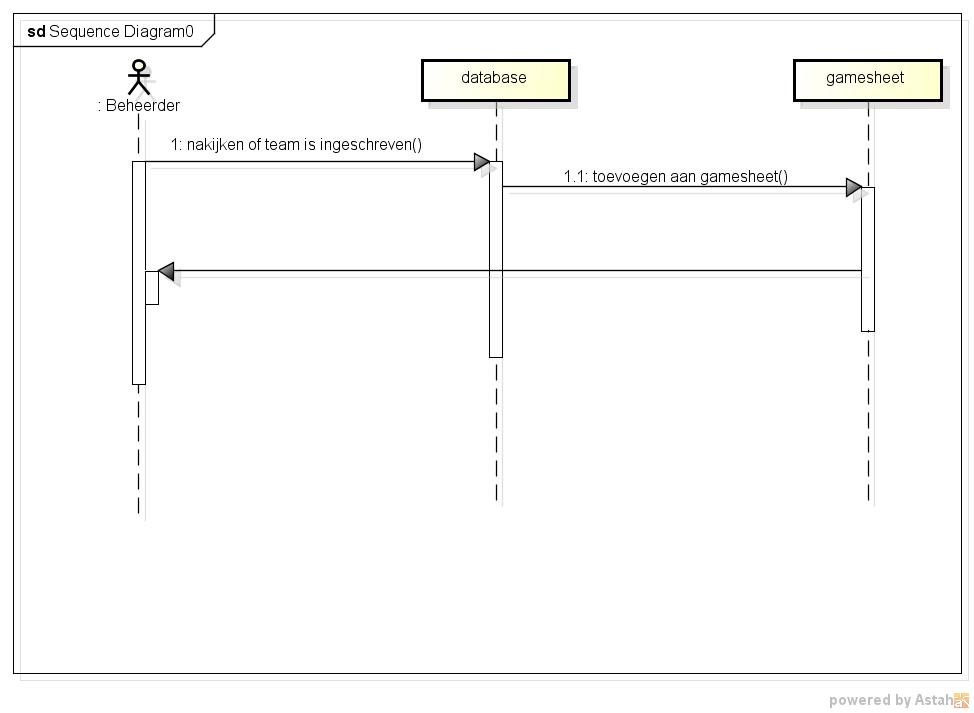 sd Sequence Diagram0
: Beheerder
database
gamesheet
1: nakijken of team is ingeschreven()
1.1: toevoegen aan gamesheet()
powered by Astah